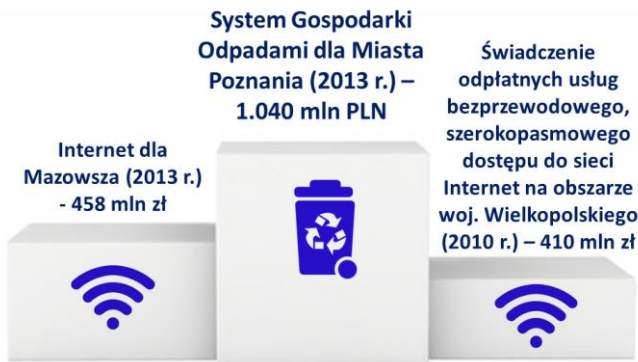 System Gospodarki
Odpadami dla Miasta
Poznania (2013 r.) –
1.040 mln PLN
Internet dla
Mazowsza (2013 r.)
- 458 mln zł
Świadczenie
odpłatnych usług
bezprzewodowego,
szerokopasmowego
dostępu do sieci
Internet na obszarze
woj. Wielkopolskiego
(2010 r.) – 410 mln zł